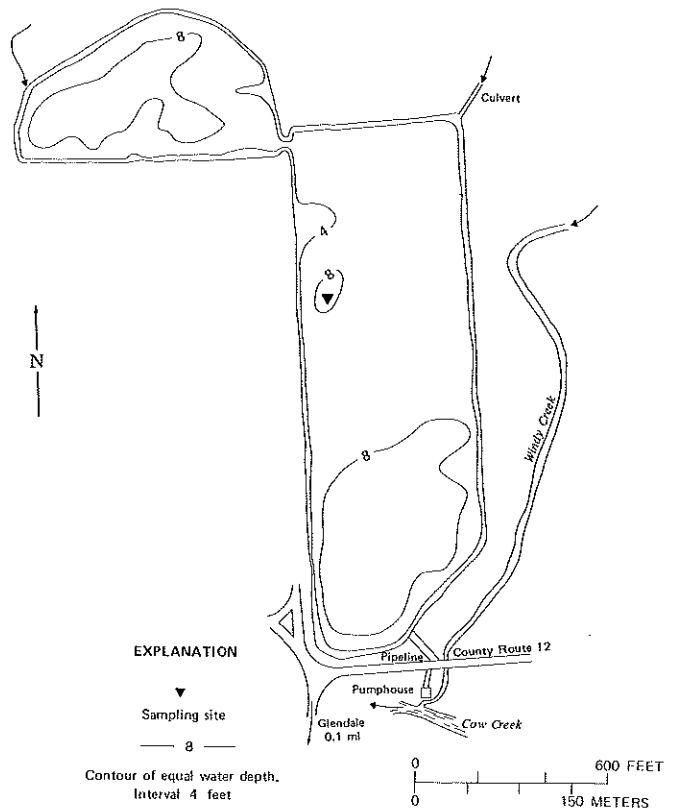 8
Culvert
4
8
N
Windy Creek
8
EXPLANATION
Sampling site
8
Contour of equal water depth.
Interval 4 feet
Pipeline
County Route 12
Pumphouse
Glendale
0.1 mi
Cow Creek
0 600 FEET
0 150 METERS